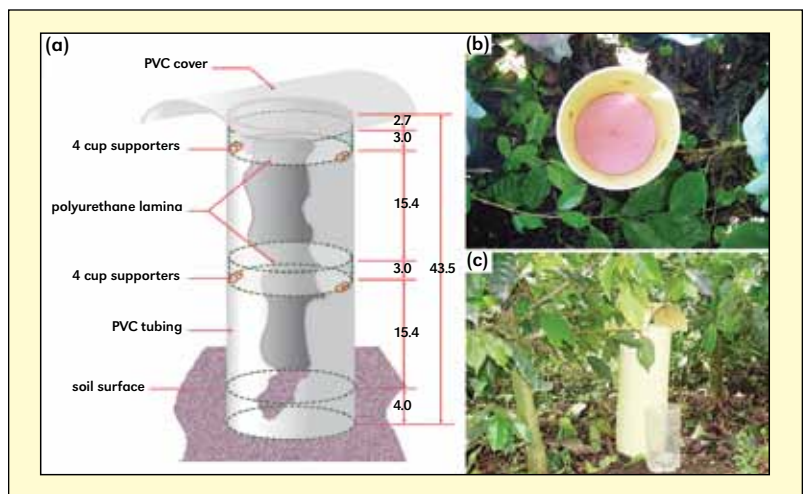 (a)
PVC cover
4 cup supporters
polyurethane lamina
4 cup supporters
PVC tubing
soil surface
2.7
3.0
15.4
3.0
43.5
15.4
4.0
(b)
(c)